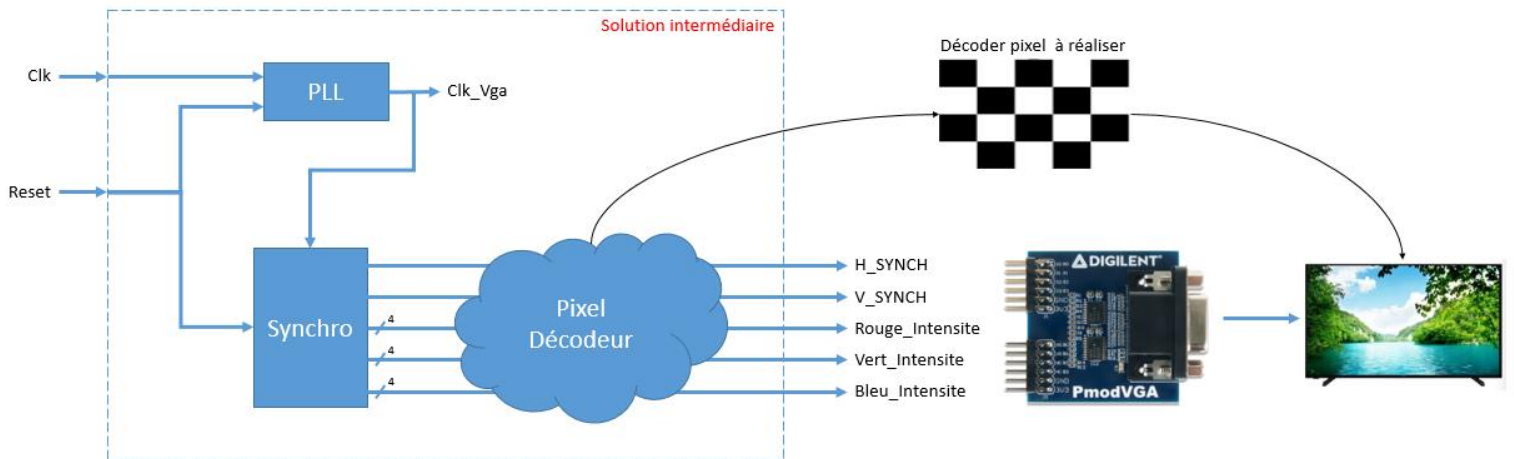 Solution intermédiaire
Décoder pixel à réaliser
Clk
PLL
Clk_Vga
Reset
H_SYNCH
DIGILENT
Pixel
Décodeur
V_SYNCH
Synchro
4
Rouge_Intensite
4
Vert_Intensite
4
Bleu_Intensite
PmodVGA